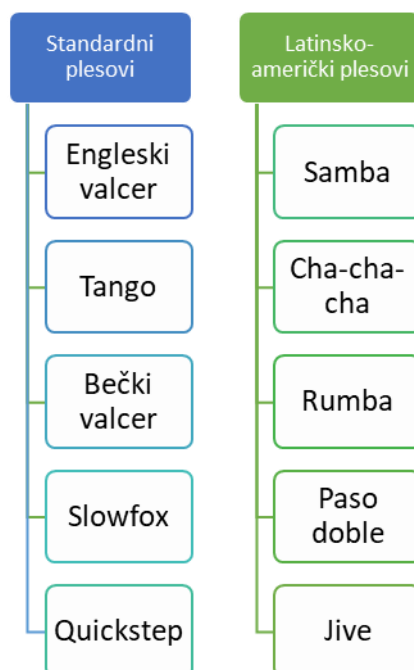 Standardni
plesovi
Engleski
valcer
Tango
Bečki
valcer
Slowfox
Quickstep
Latinsko-
američki plesovi
Samba
Cha-cha-
cha
Rumba
Paso
doble
Jive